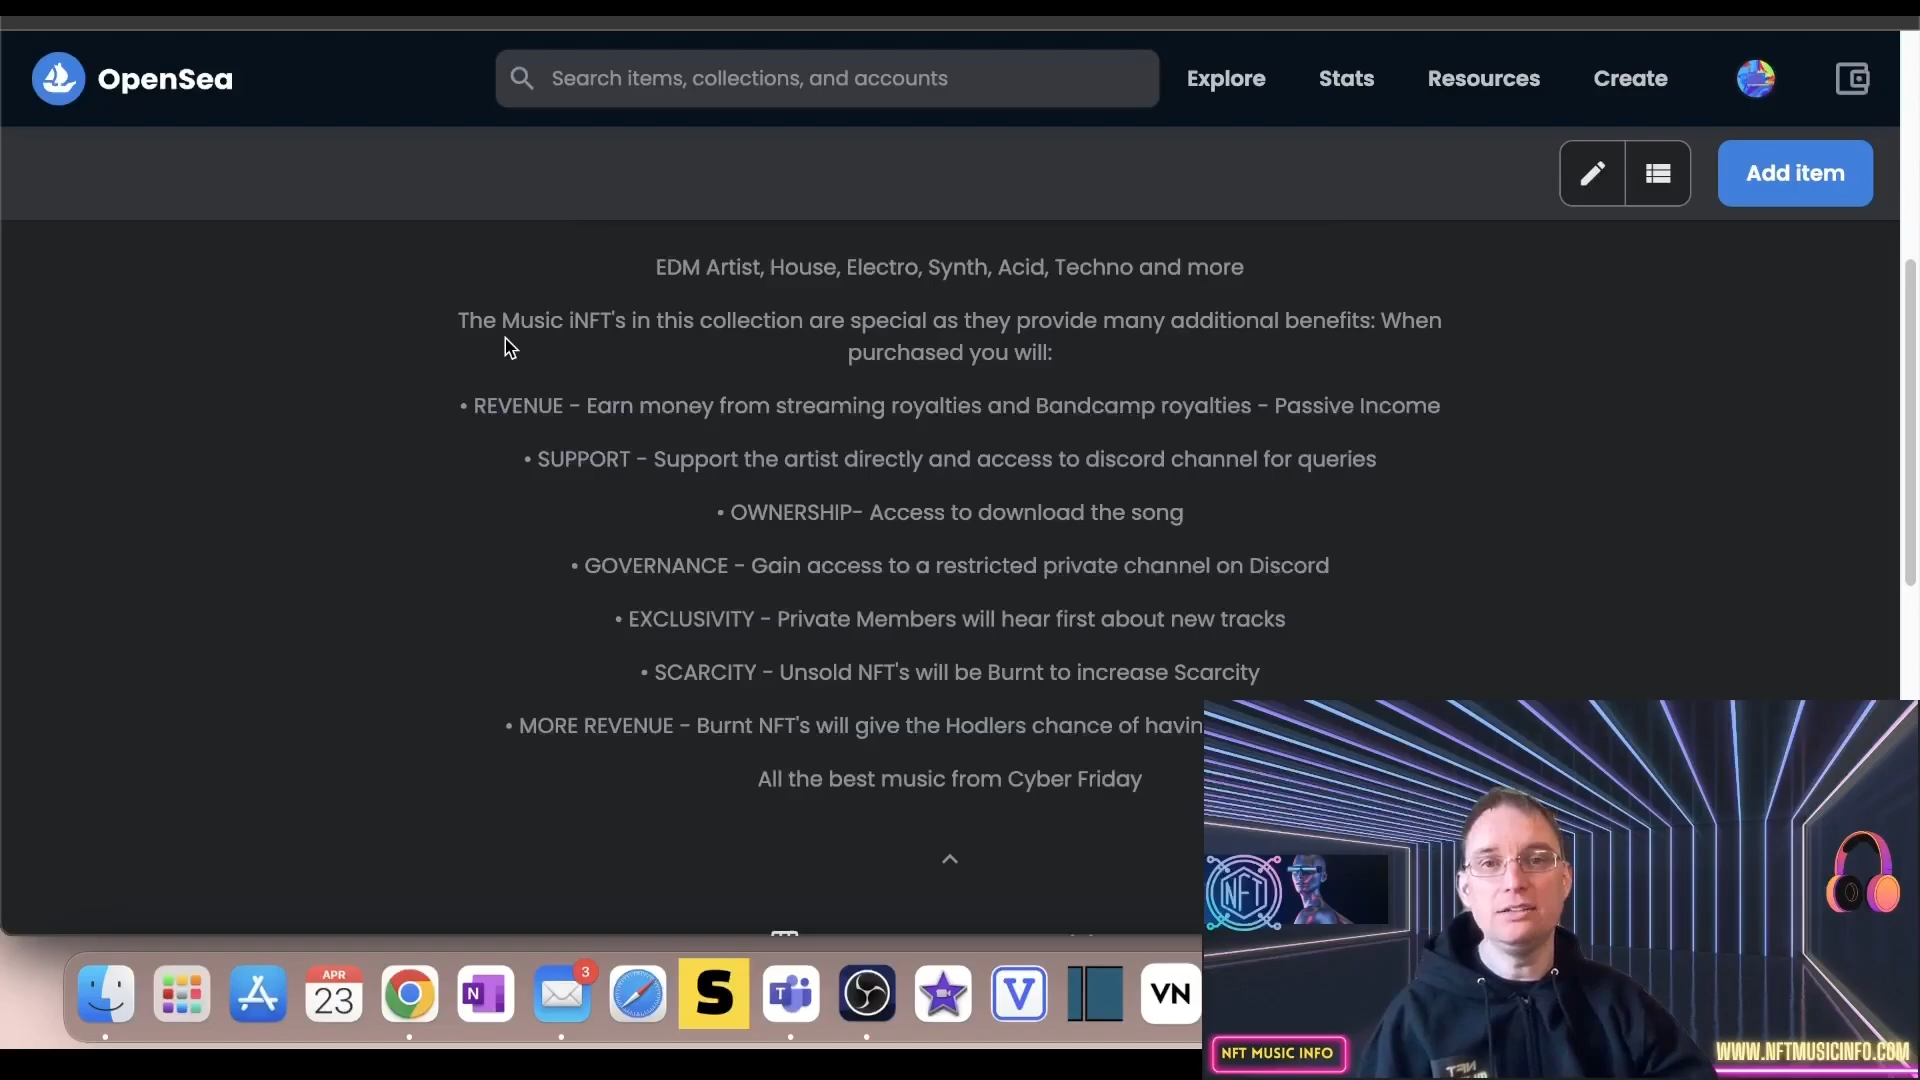 OpenSea
Search items, collections, and accounts
Explore
Stats
Resources
Create
Add item
EDM Artist, House, Electro, Synth, Acid, Techno and more
The Music iNFT's in this collection are special as they provide many additional benefits: When
purchased you will:
• REVENUE - Earn money from streaming royalties and Bandcamp royalties - Passive Income
• SUPPORT - Support the artist directly and access to discord channel for queries
• OWNERSHIP- Access to download the song
• GOVERNANCE - Gain access to a restricted private channel on Discord
• EXCLUSIVITY - Private Members will hear first about new tracks
• SCARCITY - Unsold NFT's will be Burnt to increase Scarcity
• MORE REVENUE - Burnt NFT's will give the Hodlers chance of havin
All the best music from Cyber Friday
NFT
APR
23
N
3
S
T
V
VN
NFT MUSIC INFO
WWW.NFTMUSICINFO.COM